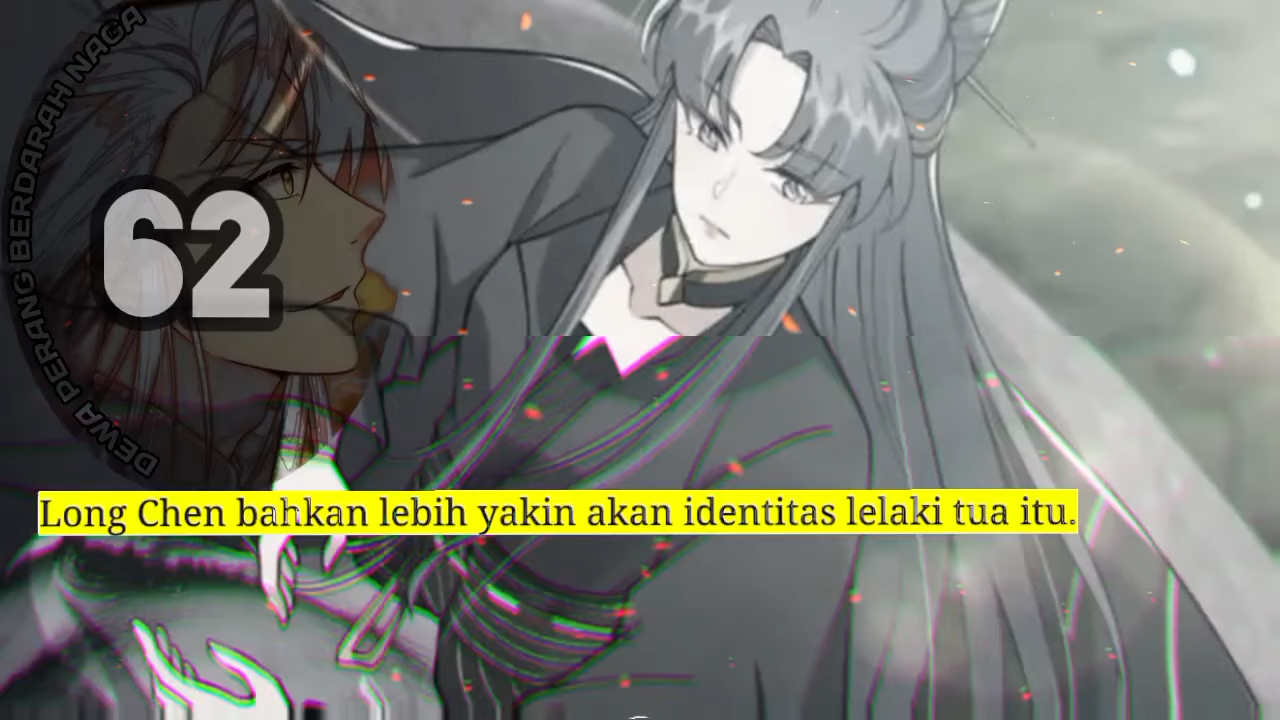 DEWA PERANG BERDARAH NAGA
62
Long Chen bahkan lebih yakin akan identitas lelaki tua itu.